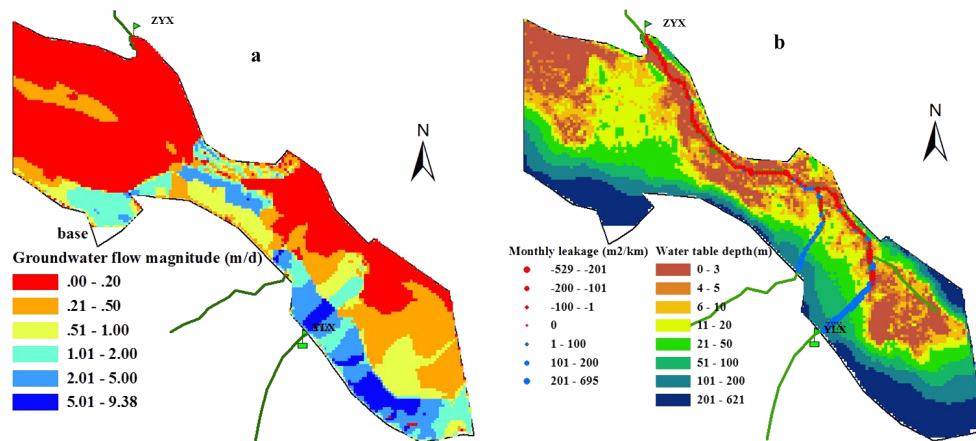 ZYX
a
N
base
Groundwater flow magnitude (m/d)
.00 - .20
.21 - .50
.51 - 1.00
1.01 - 2.00
2.01 - 5.00
5.01 - 9.38
ZYX
b
N
Monthly leakage (m2/km)
-529 - -201
-200 - -101
-100 - -1
0
1 - 100
101 - 200
201 - 695
Water table depth(m)
0 - 3
4 - 5
6 - 10
11 - 20
21 - 50
51 - 100
101 - 200
201 - 621
YLX